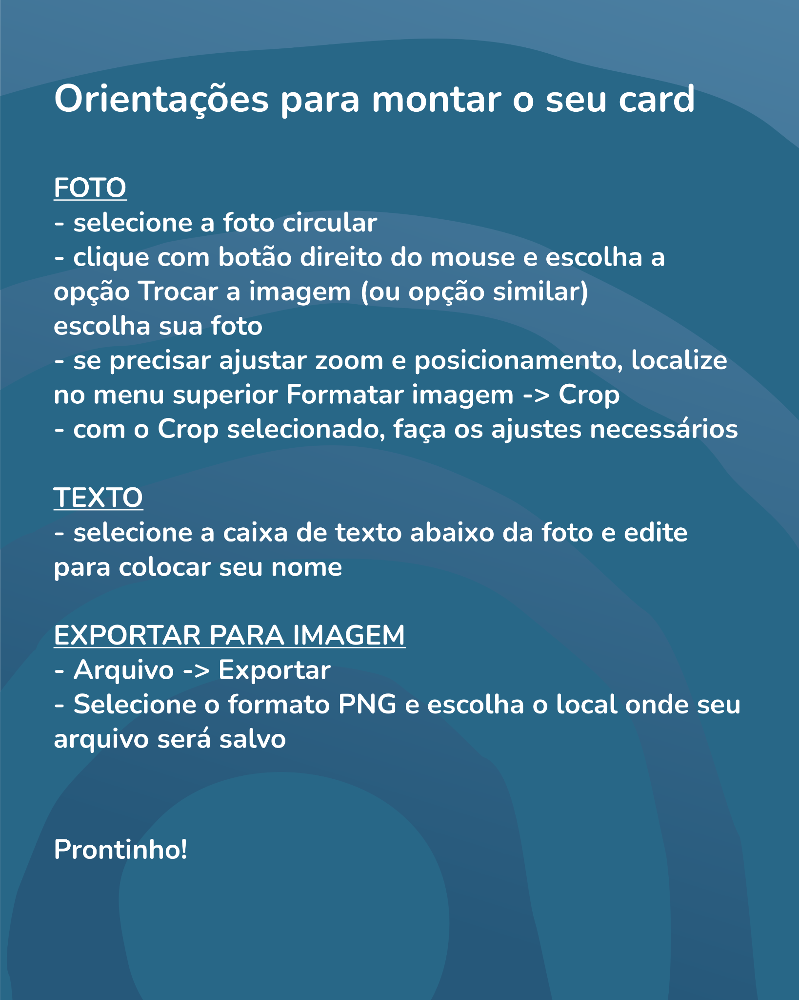 Orientações para montar o seu card
FOTO
- selecione a foto circular
- clique com botão direito do mouse e escolha a
opção Trocar a imagem (ou opção similar)
escolha sua foto
- se precisar ajustar zoom e posicionamento, localize
no menu superior Formatar imagem -> Crop
- com o Crop selecionado, faça os ajustes necessários
TEXTO
- selecione a caixa de texto abaixo da foto e edite
para colocar seu nome
EXPORTAR PARA IMAGEM
- Arquivo -> Exportar
- Selecione o formato PNG e escolha o local onde seu
arquivo será salvo
Prontinho!